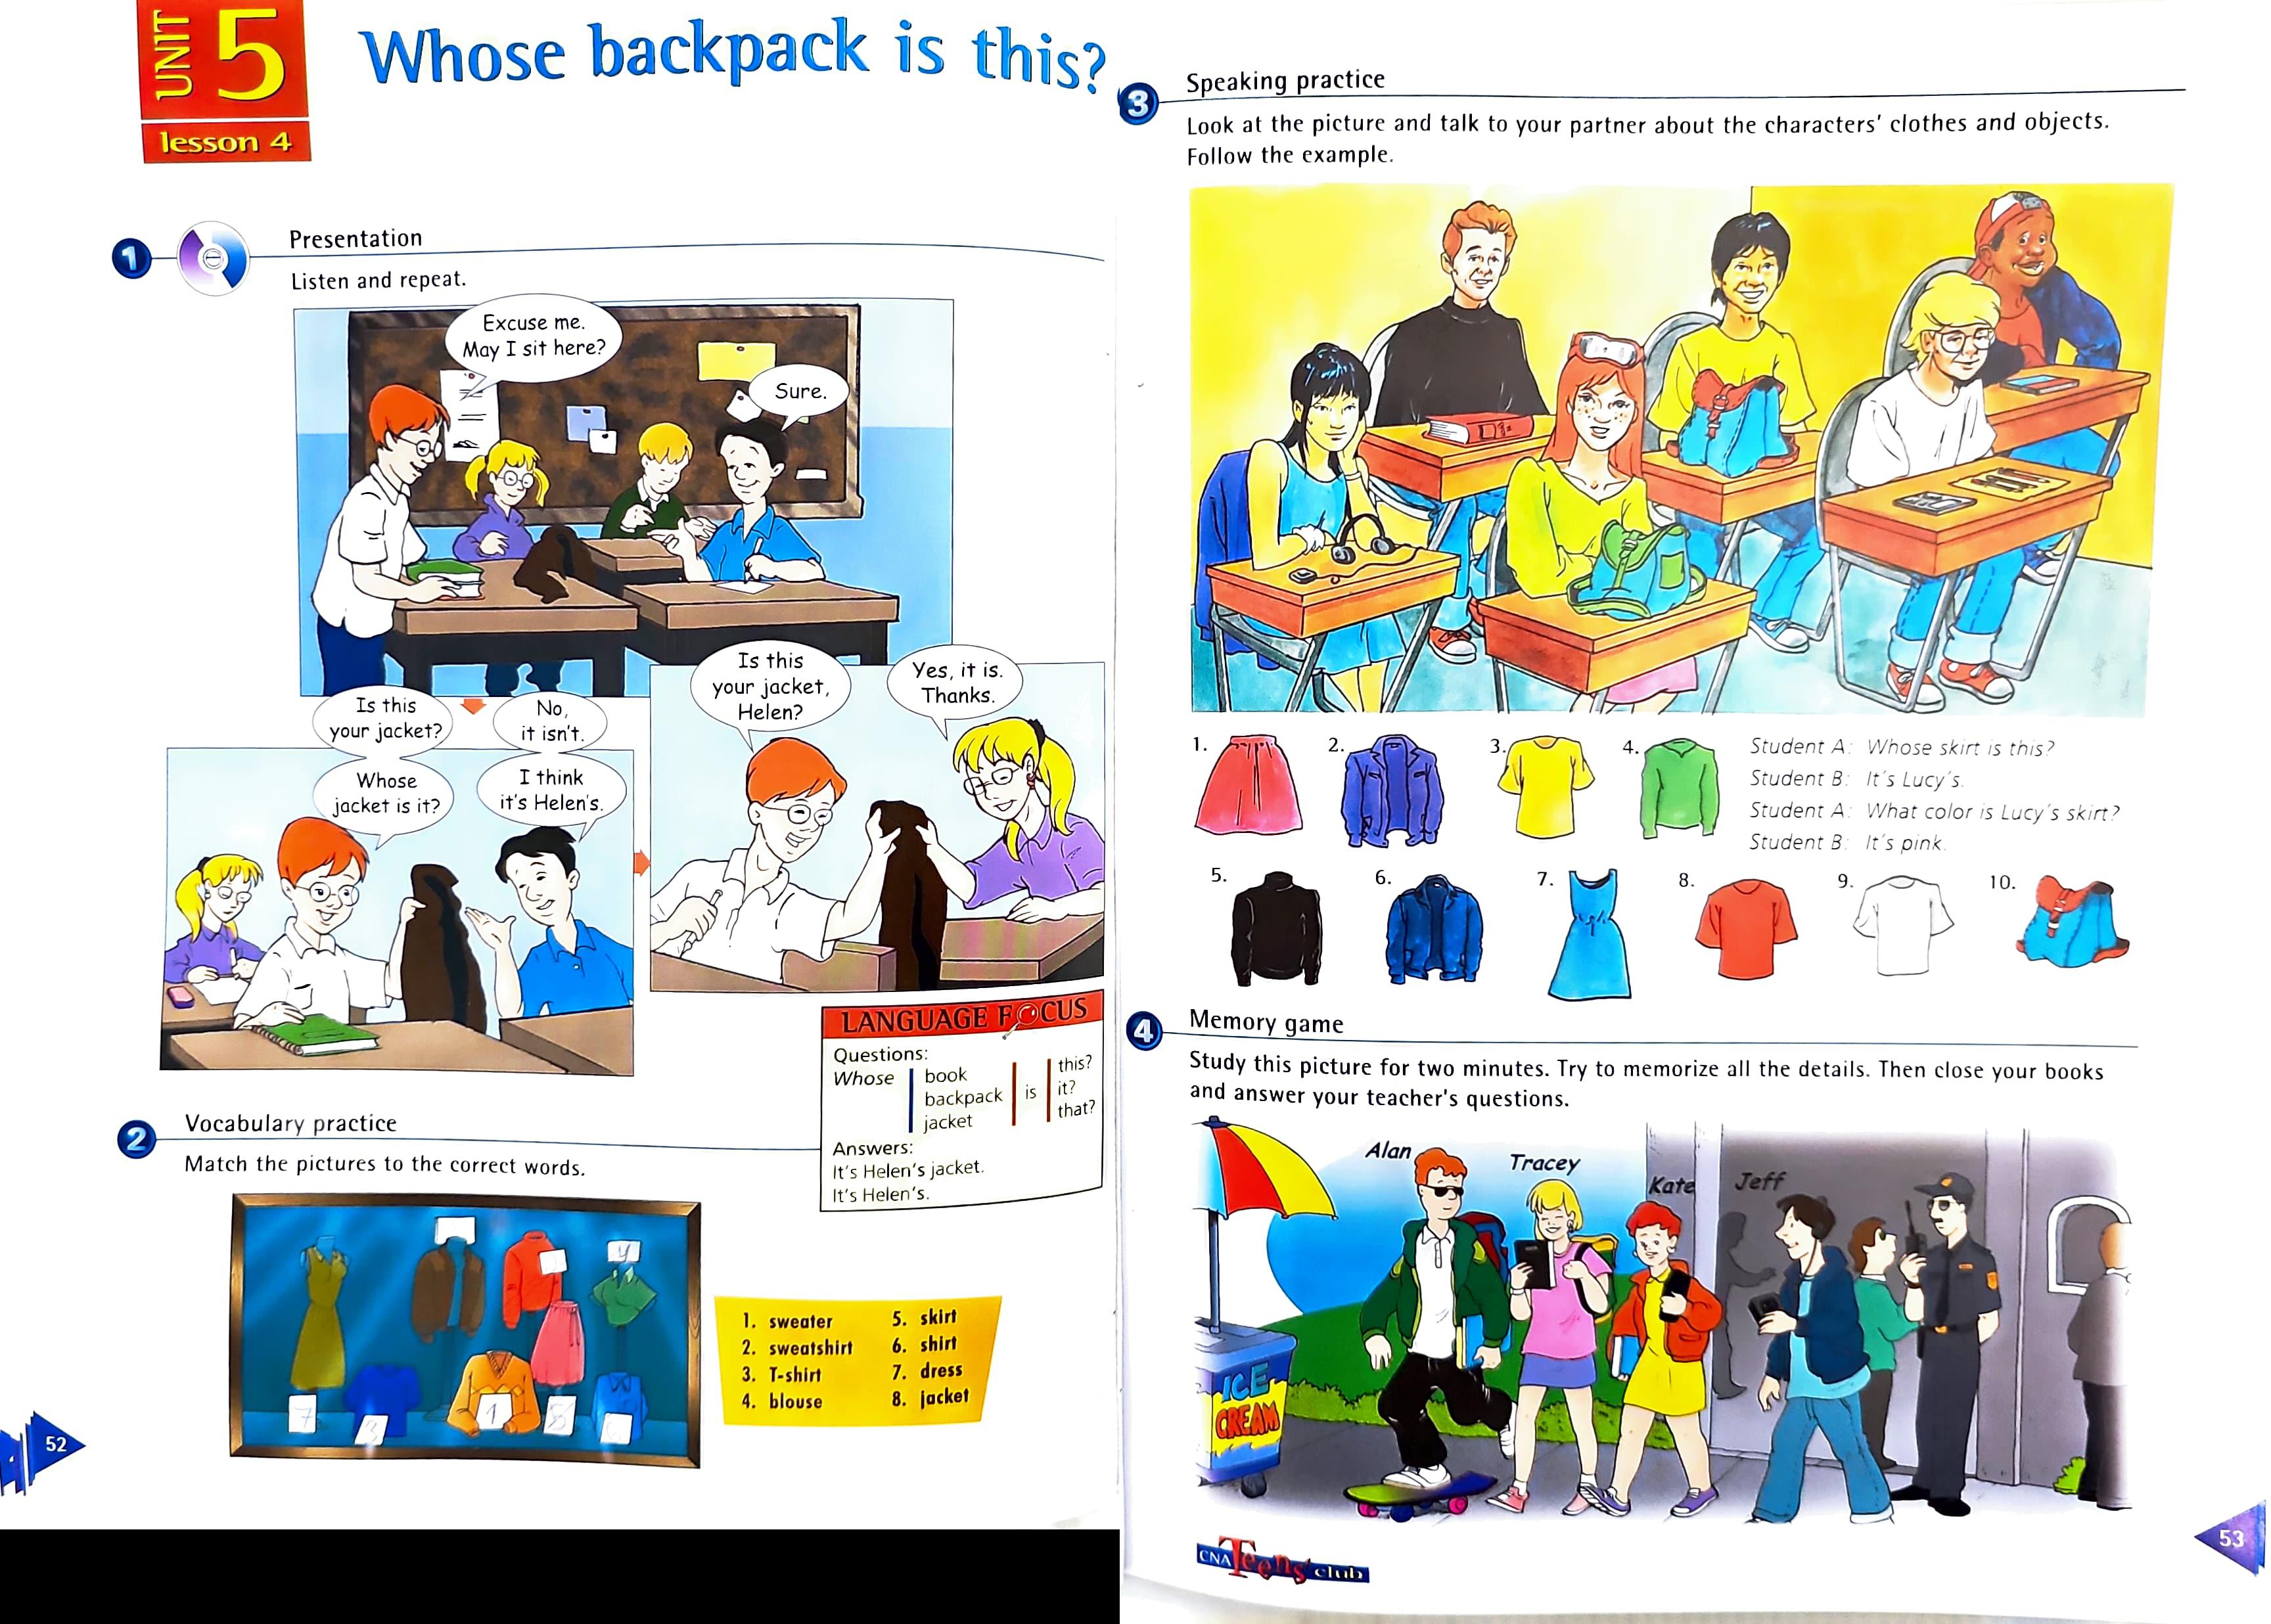 UNIT 5
lesson 4
Whose backpack is this?
1
Presentation
Listen and repeat.
Excuse me.
May I sit here?
Sure.
Is this
your jacket?
No,
it isn't.
Whose
jacket is it?
I think
it's Helen's.
Is this
your jacket,
Helen?
Yes, it is.
Thanks.
LANGUAGE FOCUS
Questions:
Whose book is this?
backpack it?
jacket that?
Answers:
It's Helen's jacket.
It's Helen's.
2
Vocabulary practice
Match the pictures to the correct words.
4
7
3
1
1. sweater
2. sweatshirt
3. T-shirt
4. blouse
5. skirt
6. shirt
7. dress
8. jacket
52
3
Speaking practice
Look at the picture and talk to your partner about the characters' clothes and objects.
Follow the example.
1. 2. 3. 4.
Student A: Whose skirt is this?
Student B: It's Lucy's.
Student A: What color is Lucy's skirt?
Student B: It's pink.
5. 6. 7. 8. 9. 10.
4
Memory game
Study this picture for two minutes. Try to memorize all the details. Then close your books
and answer your teacher's questions.
Alan
Tracey
Kate
Jeff
ICE
CREAM
CNA Teens' club
53